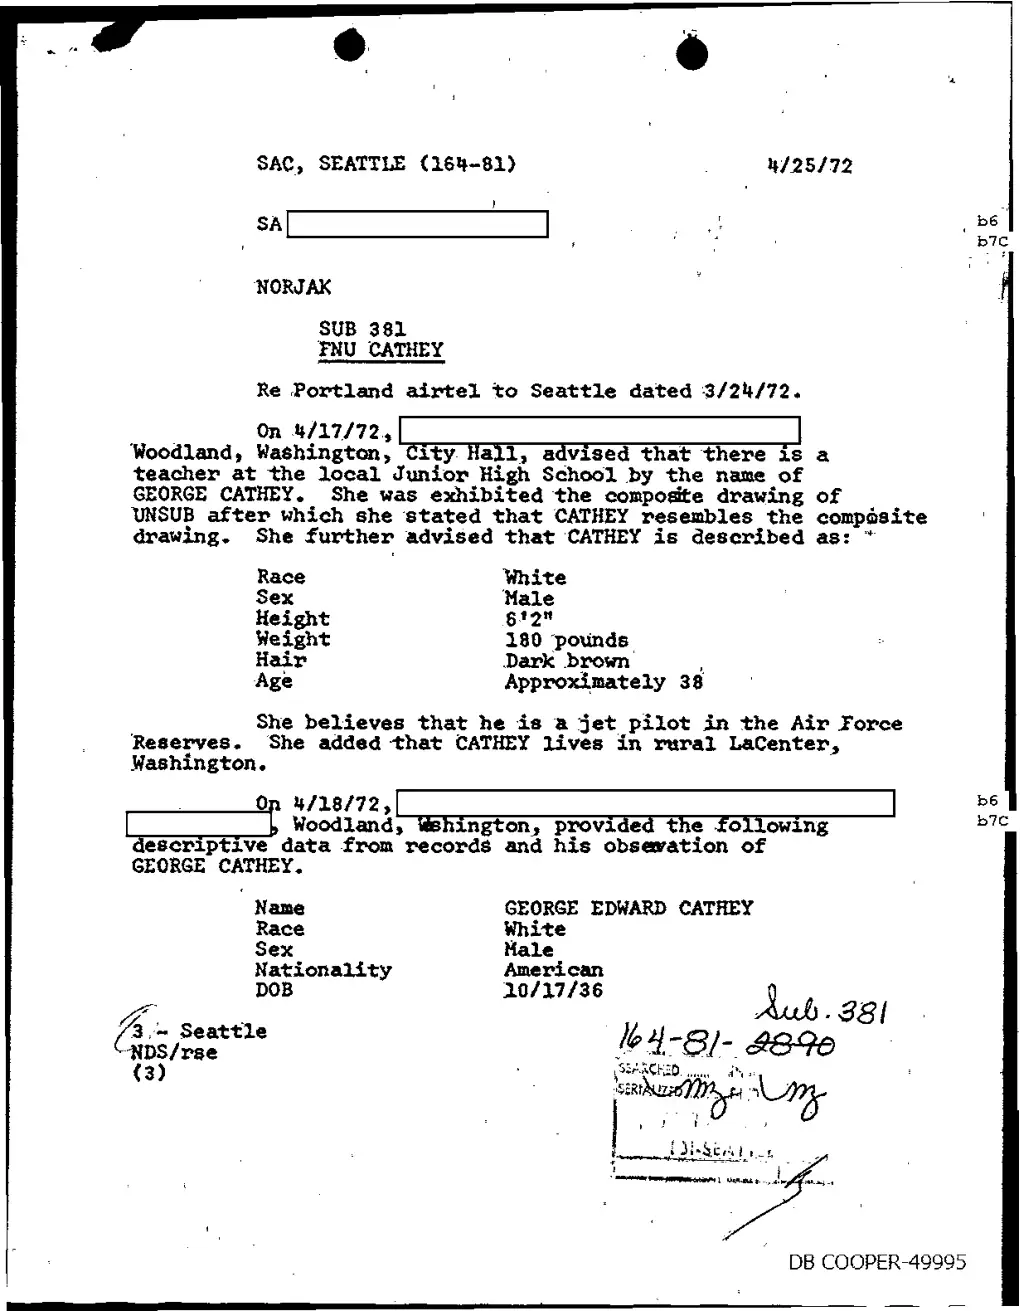 SAC, SEATTLE (164-81) 4/25/72
SA
b6
b7C
NORJAK
SUB 381
FNU CATHEY
Re Portland airtel to Seattle dated 3/24/72.
On 4/17/72,
Woodland, Washington, City Hall, advised that there is a
teacher at the local Junior High School by the name of
GEORGE CATHEY. She was exhibited the composite drawing of
UNSUB after which she stated that CATHEY resembles the composite
drawing. She further advised that CATHEY is described as:
Race White
Sex Male
Height 6'2"
Weight 180 pounds
Hair Dark brown
Age Approximately 38
She believes that he is a jet pilot in the Air Force
Reserves. She added that CATHEY lives in rural LaCenter,
Washington.
On 4/18/72,
b6
b7C
, Woodland, Washington, provided the following
descriptive data from records and his observation of
GEORGE CATHEY.
Name GEORGE EDWARD CATHEY
Race White
Sex Male
Nationality American
DOB 10/17/36
Sub. 381
3 - Seattle
164-81-2890
NDS/rse
(3)
SEARCHED
SERIALIZED
DB COOPER-49995